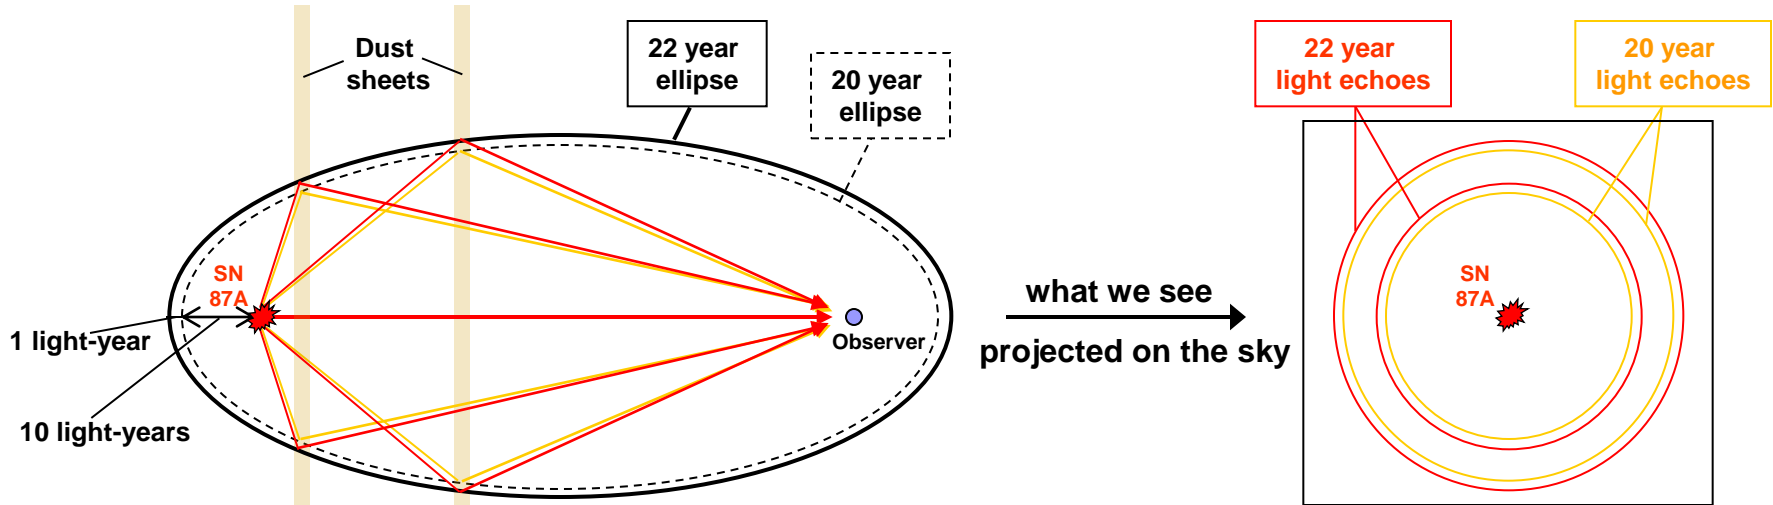 Dust
sheets
22 year
ellipse
20 year
ellipse
22 year
light echoes
20 year
light echoes
SN
87A
1 light-year
10 light-years
Observer
what we see
projected on the sky
SN
87A